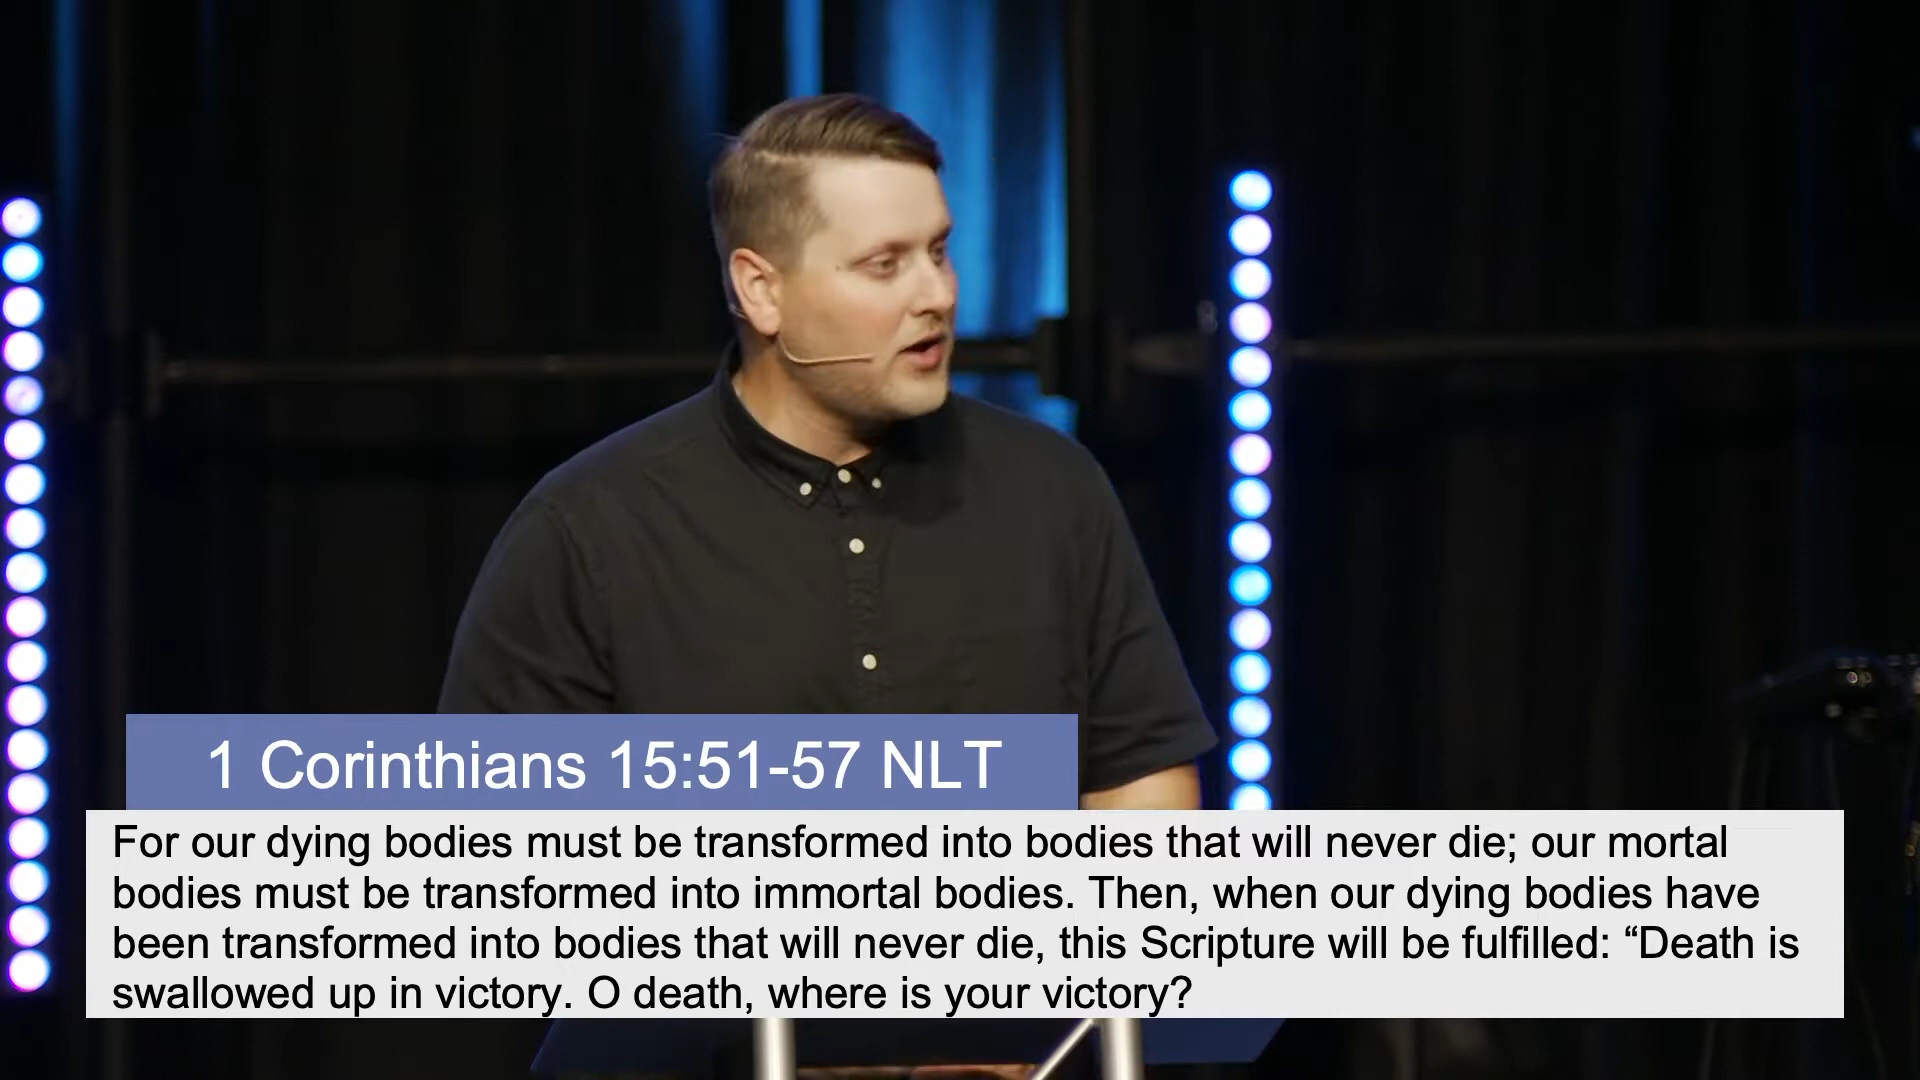 1 Corinthians 15:51-57 NLT
For our dying bodies must be transformed into bodies that will never die; our mortal
bodies must be transformed into immortal bodies. Then, when our dying bodies have
been transformed into bodies that will never die, this Scripture will be fulfilled: “Death is
swallowed up in victory. O death, where is your victory?